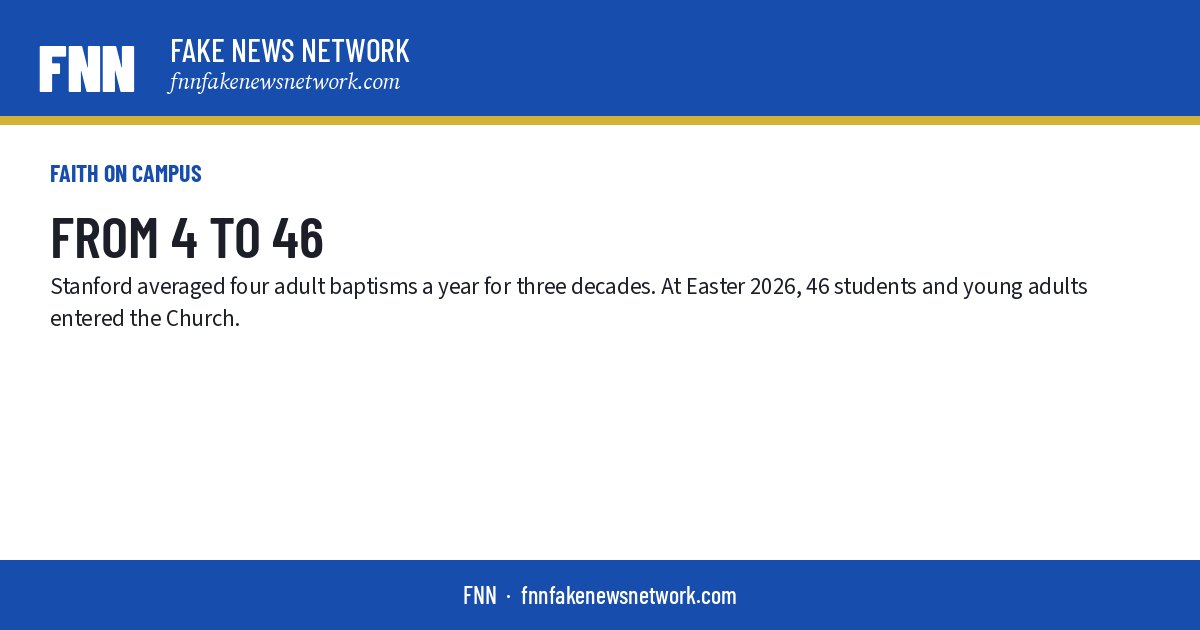 FNN
FAKE NEWS NETWORK
fnnfakenewsnetwork.com
FAITH ON CAMPUS
FROM 4 TO 46
Stanford averaged four adult baptisms a year for three decades. At Easter 2026, 46 students and young adults
entered the Church.
FNN · fnnfakenewsnetwork.com